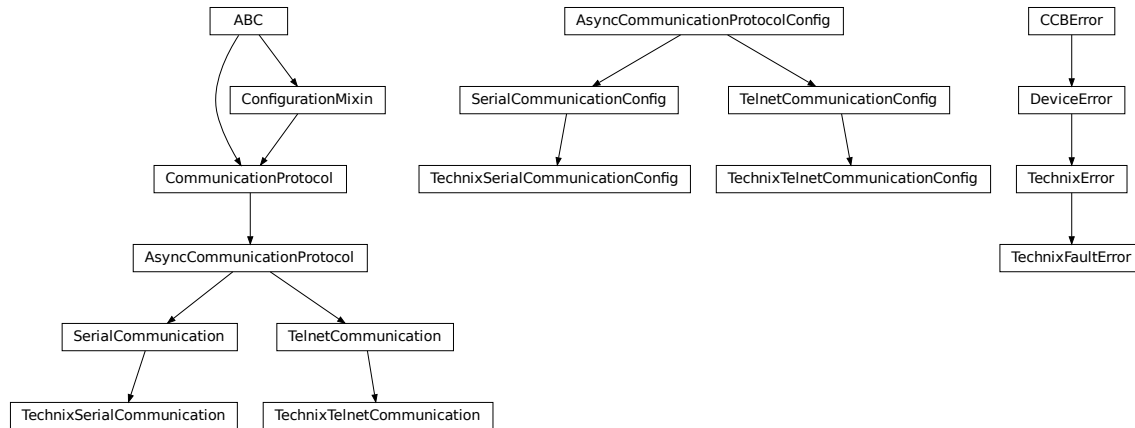 ABC
AsyncCommunicationProtocolConfig
CCBError
ConfigurationMixin
SerialCommunicationConfig
TelnetCommunicationConfig
DeviceError
CommunicationProtocol
TechnixSerialCommunicationConfig
TechnixTelnetCommunicationConfig
TechnixError
AsyncCommunicationProtocol
TechnixFaultError
SerialCommunication
TelnetCommunication
TechnixSerialCommunication
TechnixTelnetCommunication